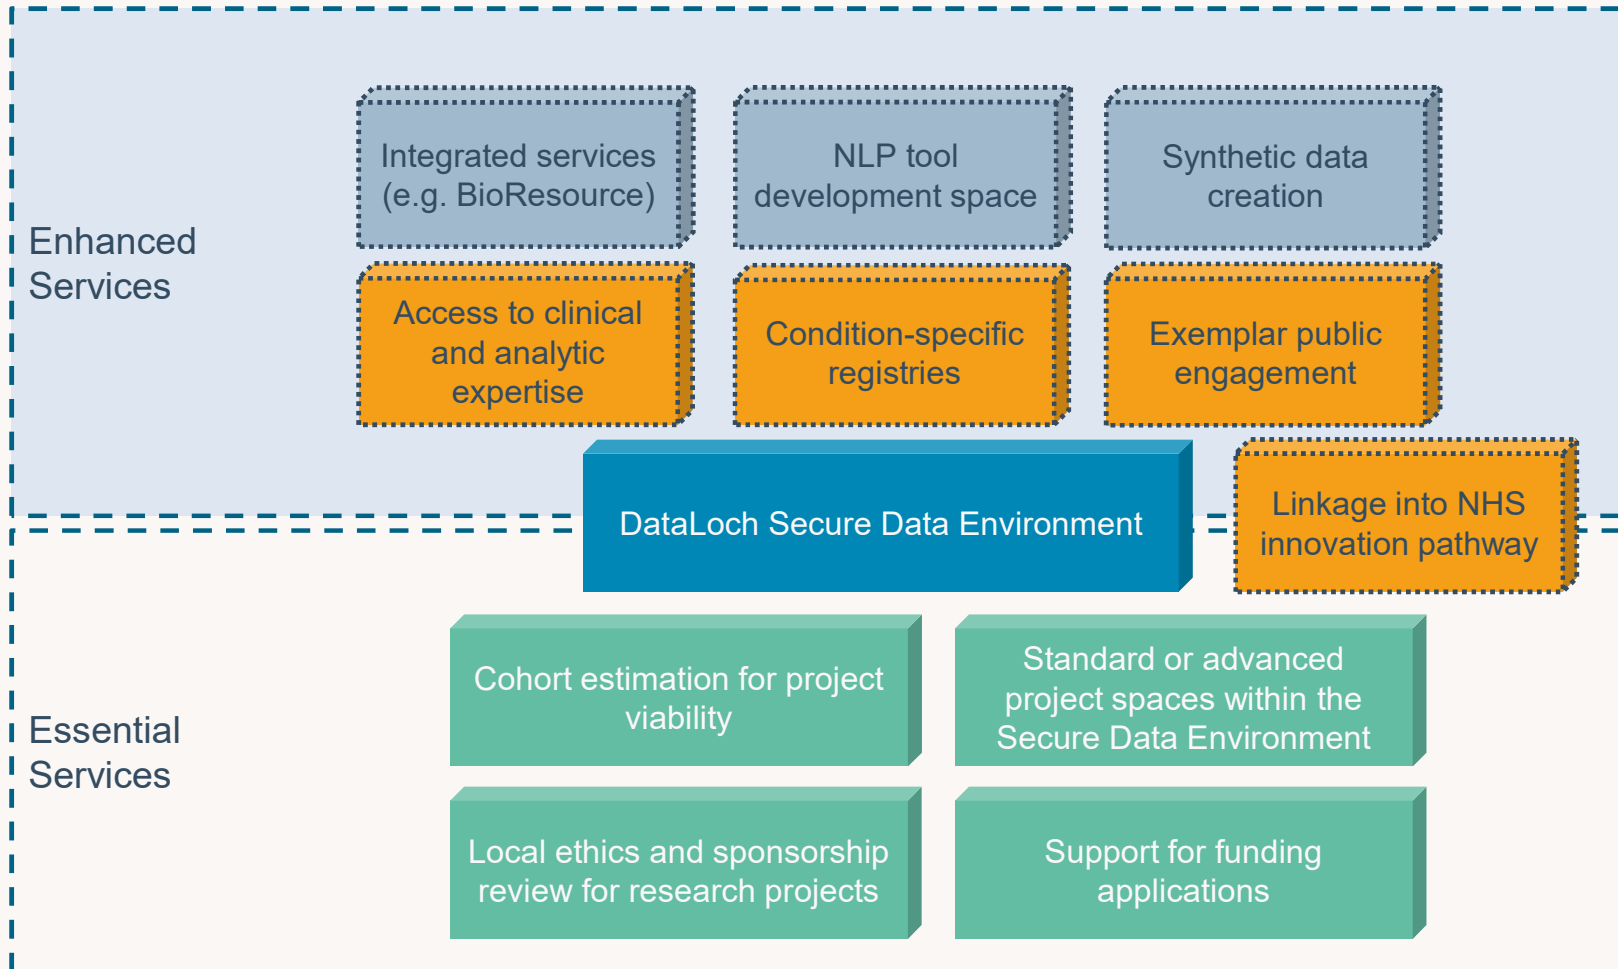 Enhanced
Services
Integrated services
(e.g. BioResource)
NLP tool
development space
Synthetic data
creation
Access to clinical
and analytic
expertise
Condition-specific
registries
Exemplar public
engagement
DataLoch Secure Data Environment
Linkage into NHS
innovation pathway
Essential
Services
Cohort estimation for project
viability
Standard or advanced
project spaces within the
Secure Data Environment
Local ethics and sponsorship
review for research projects
Support for funding
applications